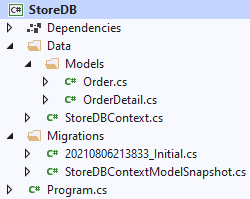 C# StoreDB
Dependencies
Data
Models
C# Order.cs
C# OrderDetail.cs
C# StoreDBContext.cs
Migrations
C# 20210806213833_Initial.cs
C# StoreDBContextModelSnapshot.cs
C# Program.cs